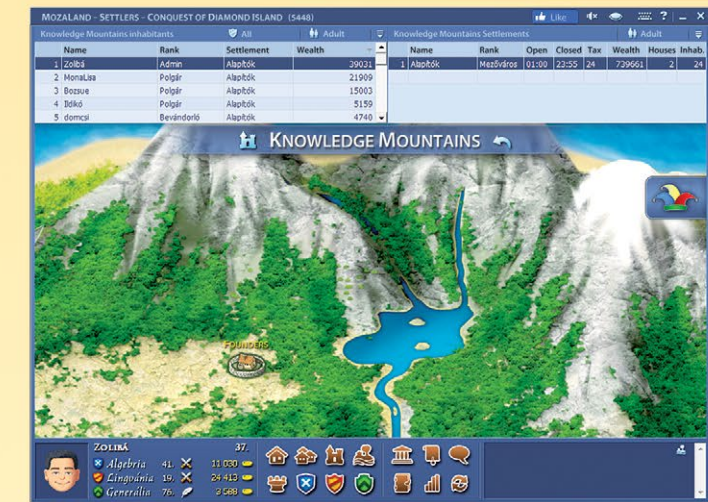 MOZALAND - SETTLERS - CONQUEST OF DIAMOND ISLAND (5448) Like ?
Knowledge Mountains inhabitants All Adult Knowledge Mountains Settlements Adult
Name Rank Settlement Wealth Name Rank Open Closed Tax Wealth Houses Inhab.
1 Zolibá Admin Alapítók 39031 1 Alapítók Mezőváros 01:00 23:55 24 739661 2 24
2 MonaLisa Polgár Alapítók 21909
3 Bozsue Polgár Alapítók 15003
4 Ildikó Polgár Alapítók 5159
5 domcsi Bevándorló Alapítók 4740
KNOWLEDGE MOUNTAINS
FOUNDERS
ZOLIBÁ 37.
Algebria 41. 11 030
Lingvánia 19. 24 413
Generália 76. 3 588